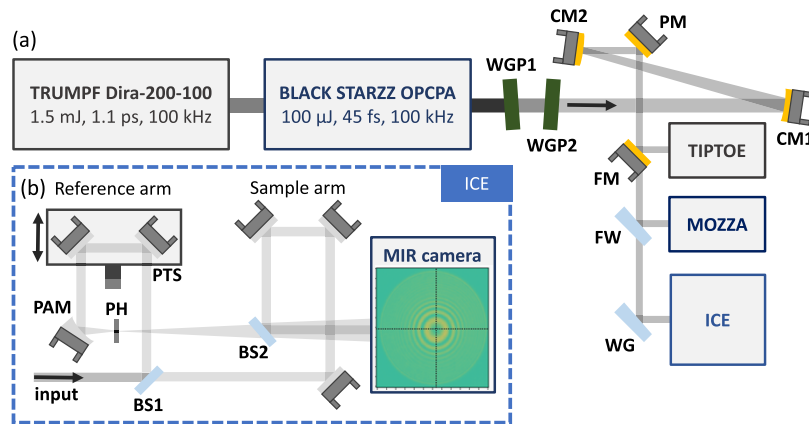 (a)
TRUMPF Dira-200-100
1.5 mJ, 1.1 ps, 100 kHz
BLACK STARZZ OPCPA
100 µJ, 45 fs, 100 kHz
WGP1
WGP2
CM2
PM
CM1
TIPTOE
FM
MOZZA
FW
ICE
WG
(b)
Reference arm
Sample arm
ICE
PTS
MIR camera
PAM
PH
BS2
input
BS1